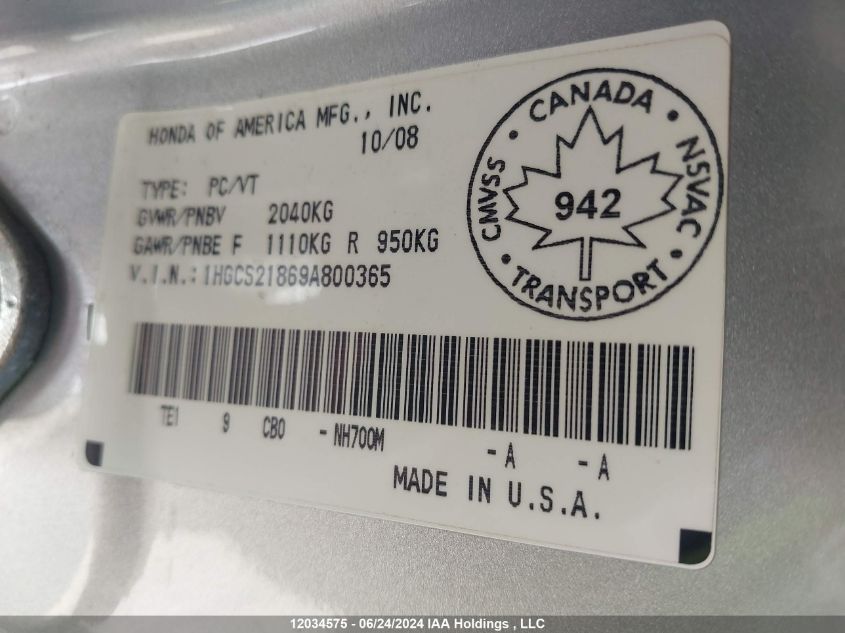 HONDA OF AMERICA MFG., INC.
10/08
TYPE: PC/VT
GVWR/PNBV 2040KG
GAWR/PNBE F 1110KG R 950KG
V.I.N.: 1HGCS21869A800365
CANADA
CMVSS
NSVAC
942
TRANSPORT
TE1 9 CB0 - NH700M - A - A
MADE IN U.S.A.
12034575 - 06/24/2024 IAA Holdings , LLC